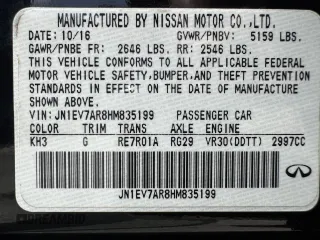 MANUFACTURED BY NISSAN MOTOR CO.,LTD.
DATE: 10/16 GVWR/PNBV: 5159 LBS.
GAWR/PNBE FR: 2646 LBS. RR: 2546 LBS.
THIS VEHICLE CONFORMS TO ALL APPLICABLE FEDERAL
MOTOR VEHICLE SAFETY,BUMPER,AND THEFT PREVENTION
STANDARDS IN EFFECT ON THE DATE OF MANUFACTURE
SHOWN ABOVE.
VIN: JN1EV7AR8HM835199 PASSENGER CAR
COLOR TRIM TRANS AXLE ENGINE
KH3 G RE7R01A RG29 VR30(DDTT) 2997CC
JN1EV7AR8HM835199